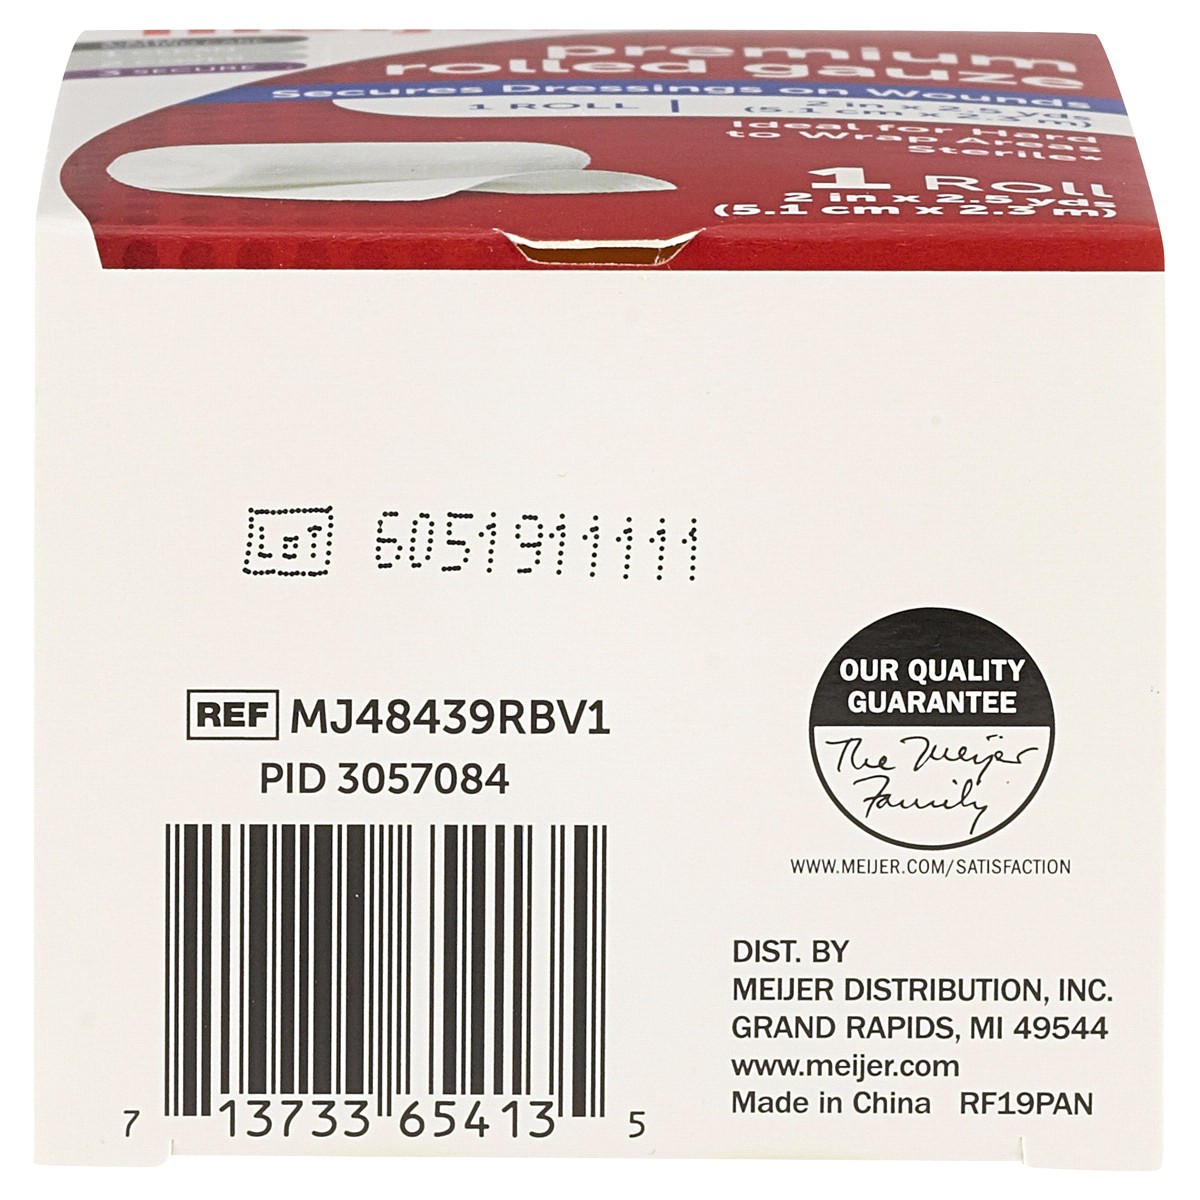 3 SECURE
premium
rolled gauze
Secures Dressings on Wounds
1 ROLL | 2 in x 2.5 yds
(5.1 cm x 2.3 m)
Ideal for Hard
to Wrap Areas
Sterile*
1 Roll
2 in x 2.5 yds
(5.1 cm x 2.3 m)
LOT 6051911111
REF MJ48439RBV1
PID 3057084
7 13733 65413 5
OUR QUALITY
GUARANTEE
The Meijer
Family
WWW.MEIJER.COM/SATISFACTION
DIST. BY
MEIJER DISTRIBUTION, INC.
GRAND RAPIDS, MI 49544
www.meijer.com
Made in China RF19PAN